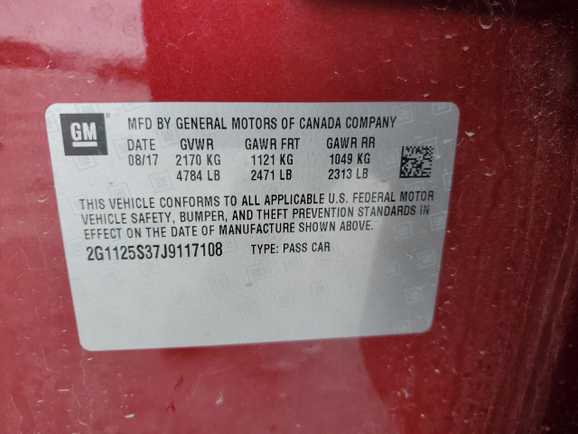 GM
MFD BY GENERAL MOTORS OF CANADA COMPANY
DATE GVWR GAWR FRT GAWR RR
08/17 2170 KG 1121 KG 1049 KG
4784 LB 2471 LB 2313 LB
THIS VEHICLE CONFORMS TO ALL APPLICABLE U.S. FEDERAL MOTOR
VEHICLE SAFETY, BUMPER, AND THEFT PREVENTION STANDARDS IN
EFFECT ON THE DATE OF MANUFACTURE SHOWN ABOVE.
2G1125S37J9117108 TYPE: PASS CAR